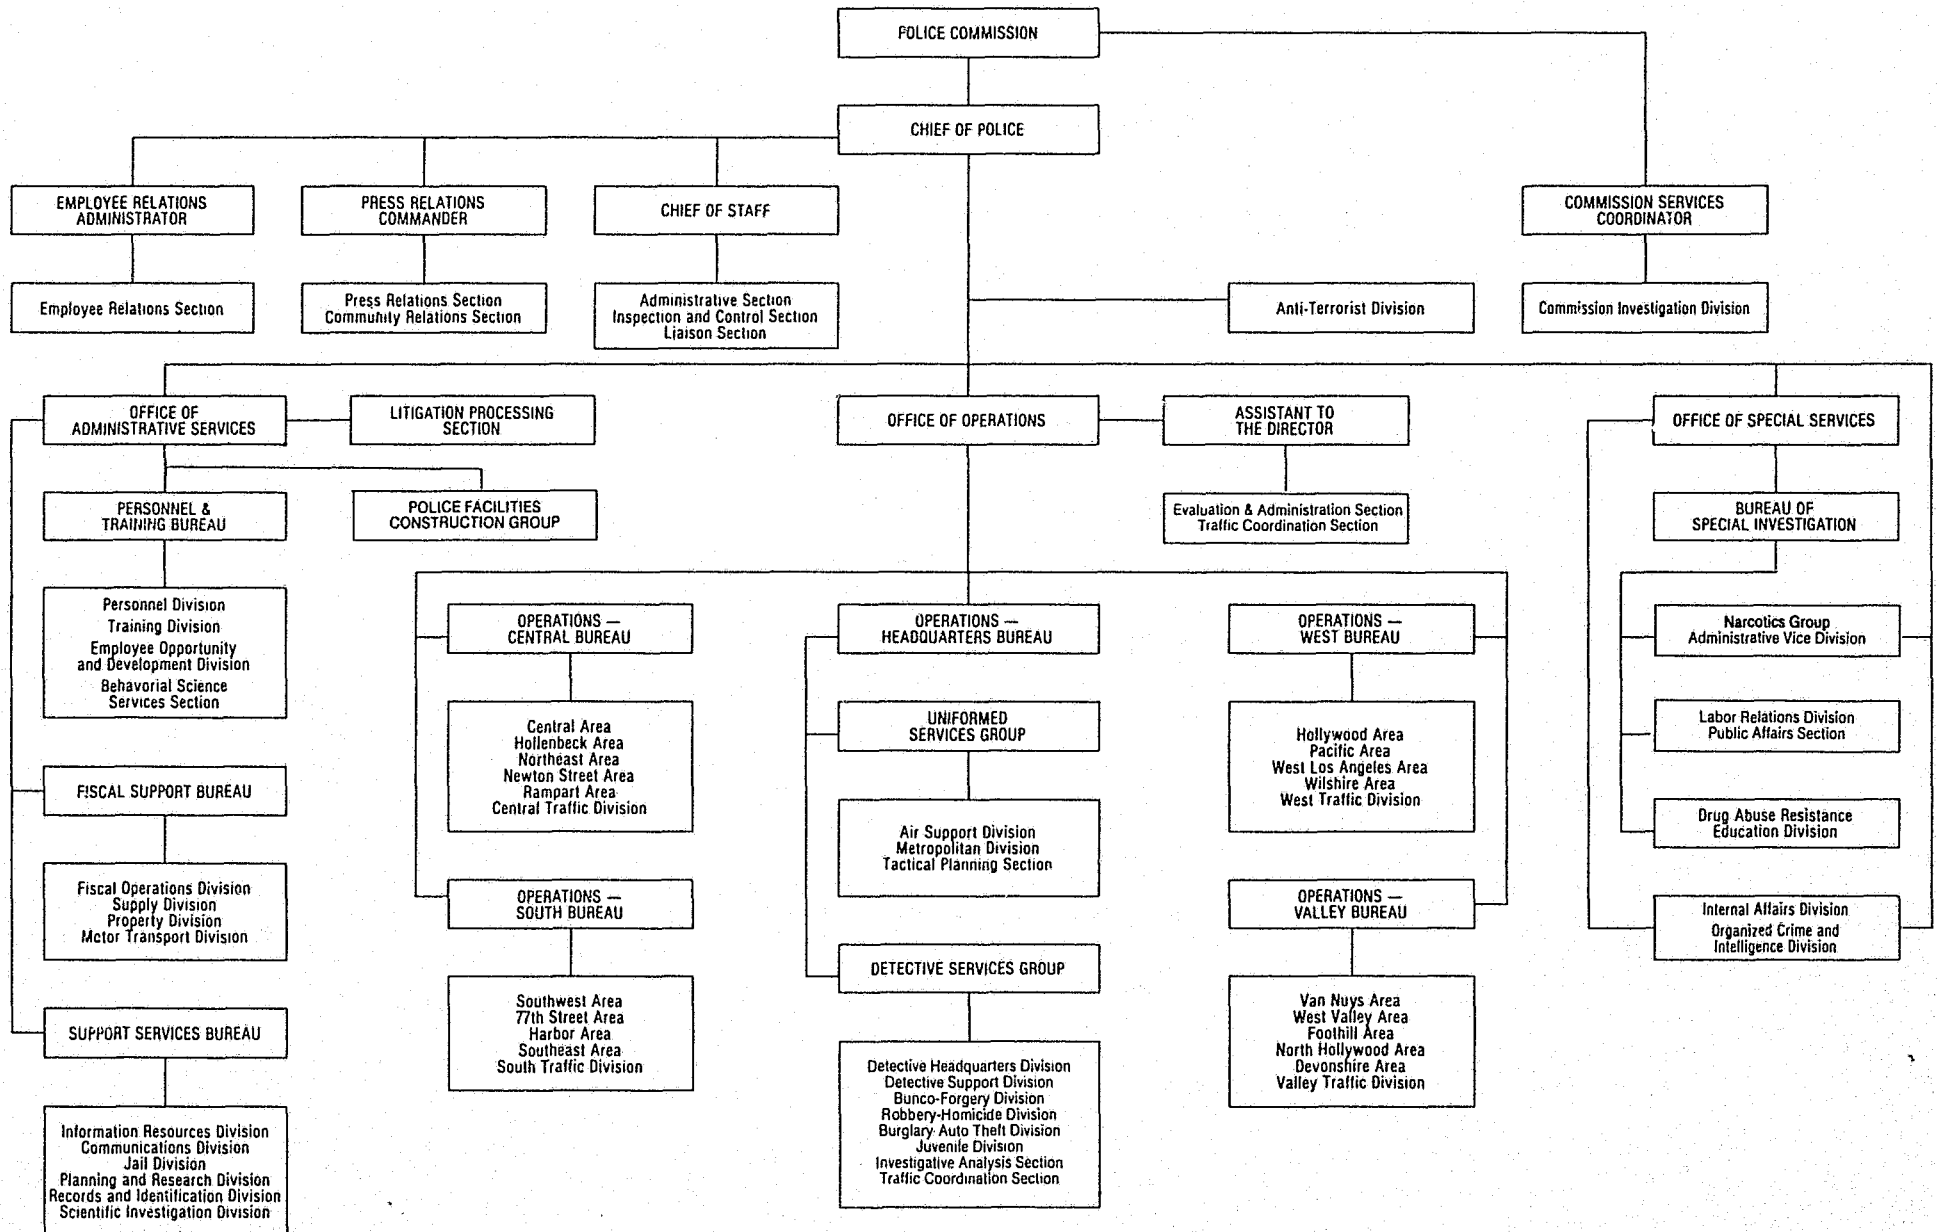 POLICE COMMISSION
CHIEF OF POLICE
EMPLOYEE RELATIONS
ADMINISTRATOR
PRESS RELATIONS
COMMANDER
CHIEF OF STAFF
COMMISSION SERVICES
COORDINATOR
Employee Relations Section
Press Relations Section
Community Relations Section
Administrative Section
Inspection and Control Section
Liaison Section
Anti-Terrorist Division
Commission Investigation Division
OFFICE OF
ADMINISTRATIVE SERVICES
LITIGATION PROCESSING
SECTION
OFFICE OF OPERATIONS
ASSISTANT TO
THE DIRECTOR
OFFICE OF SPECIAL SERVICES
PERSONNEL &
TRAINING BUREAU
POLICE FACILITIES
CONSTRUCTION GROUP
Evaluation & Administration Section
Traffic Coordination Section
BUREAU OF
SPECIAL INVESTIGATION
Personnel Division
Training Division
Employee Opportunity
and Development Division
Behavorial Science
Services Section
OPERATIONS —
CENTRAL BUREAU
OPERATIONS —
HEADQUARTERS BUREAU
OPERATIONS —
WEST BUREAU
Narcotics Group
Administrative Vice Division
Central Area
Hollenbeck Area
Northeast Area
Newton Street Area
Rampart Area
Central Traffic Division
UNIFORMED
SERVICES GROUP
Hollywood Area
Pacific Area
West Los Angeles Area
Wilshire Area
West Traffic Division
Labor Relations Division
Public Affairs Section
FISCAL SUPPORT BUREAU
Air Support Division
Metropolitan Division
Tactical Planning Section
Drug Abuse Resistance
Education Division
Fiscal Operations Division
Supply Division
Property Division
Motor Transport Division
OPERATIONS —
SOUTH BUREAU
OPERATIONS —
VALLEY BUREAU
Internal Affairs Division
Organized Crime and
Intelligence Division
DETECTIVE SERVICES GROUP
SUPPORT SERVICES BUREAU
Southwest Area
77th Street Area
Harbor Area
Southeast Area
South Traffic Division
Van Nuys Area
West Valley Area
Foothill Area
North Hollywood Area
Devonshire Area
Valley Traffic Division
Detective Headquarters Division
Detective Support Division
Bunco-Forgery Division
Robbery-Homicide Division
Burglary Auto Theft Division
Juvenile Division
Investigative Analysis Section
Traffic Coordination Section
Information Resources Division
Communications Division
Jail Division
Planning and Research Division
Records and Identification Division
Scientific Investigation Division